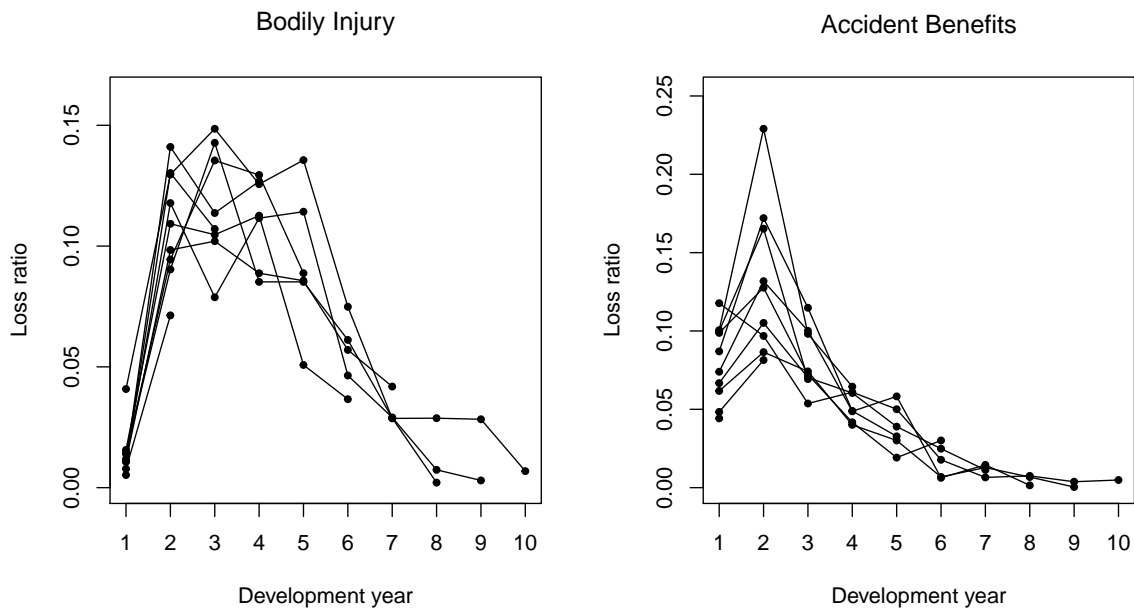 Bodily Injury
Loss ratio
0.15
0.10
0.05
0.00
1 2 3 4 5 6 7 8 9 10
Development year
Accident Benefits
Loss ratio
0.25
0.20
0.15
0.10
0.05
0.00
1 2 3 4 5 6 7 8 9 10
Development year